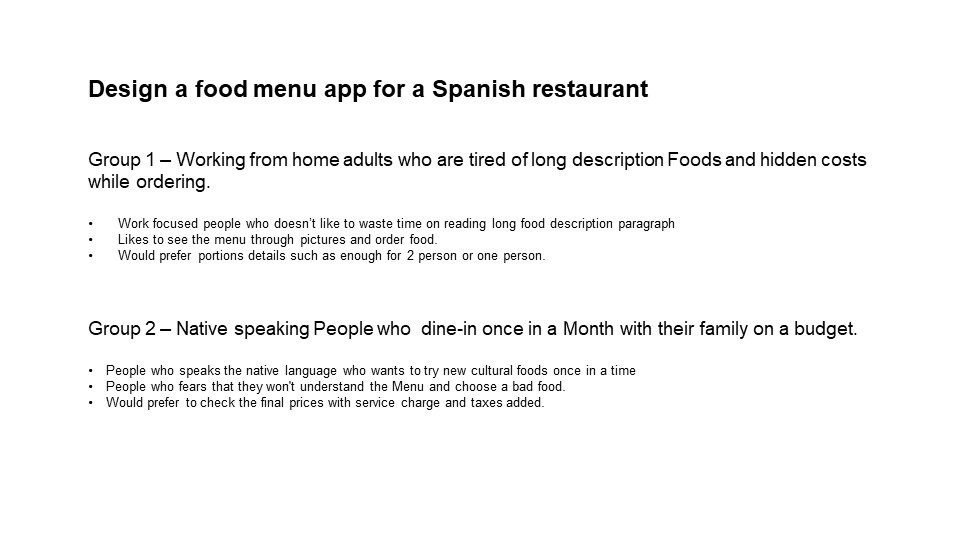 Design a food menu app for a Spanish restaurant
Group 1 – Working from home adults who are tired of long description Foods and hidden costs
while ordering.
• Work focused people who doesn't like to waste time on reading long food description paragraph
• Likes to see the menu through pictures and order food.
• Would prefer portions details such as enough for 2 person or one person.
Group 2 – Native speaking People who dine-in once in a Month with their family on a budget.
• People who speaks the native language who wants to try new cultural foods once in a time
• People who fears that they won't understand the Menu and choose a bad food.
• Would prefer to check the final prices with service charge and taxes added.